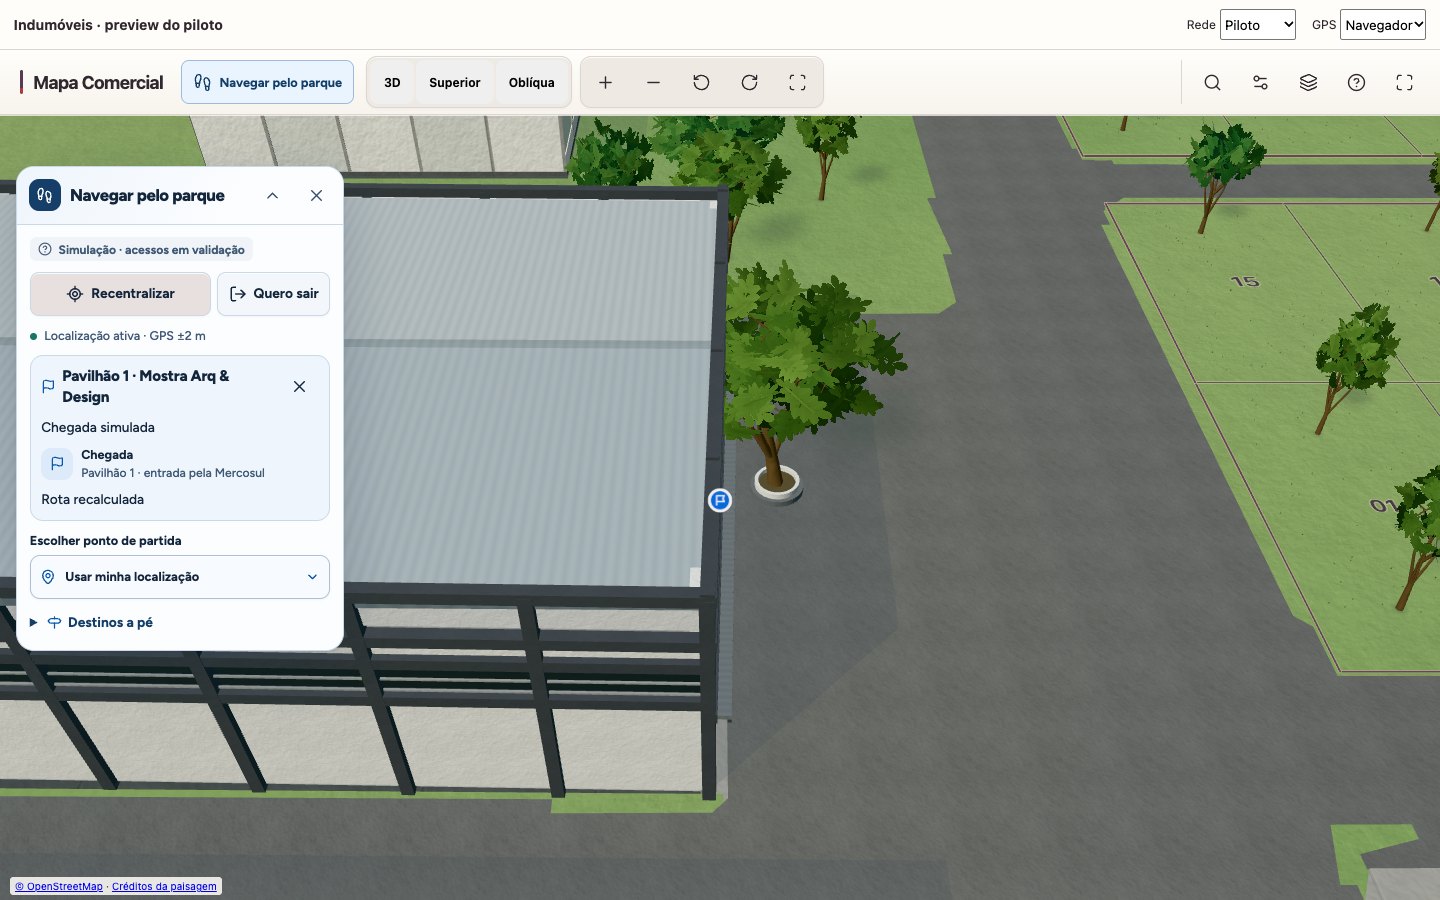 Indumóveis · preview do piloto
Rede
Piloto
GPS
Navegador
Mapa Comercial
Navegar pelo parque
3D
Superior
Oblíqua
Navegar pelo parque
Simulação · acessos em validação
Recentralizar
Quero sair
Localização ativa · GPS ±2 m
Pavilhão 1 · Mostra Arq &
Design
Chegada simulada
Chegada
Pavilhão 1 · entrada pela Mercosul
Rota recalculada
Escolher ponto de partida
Usar minha localização
Destinos a pé
15
© OpenStreetMap · Créditos da paisagem